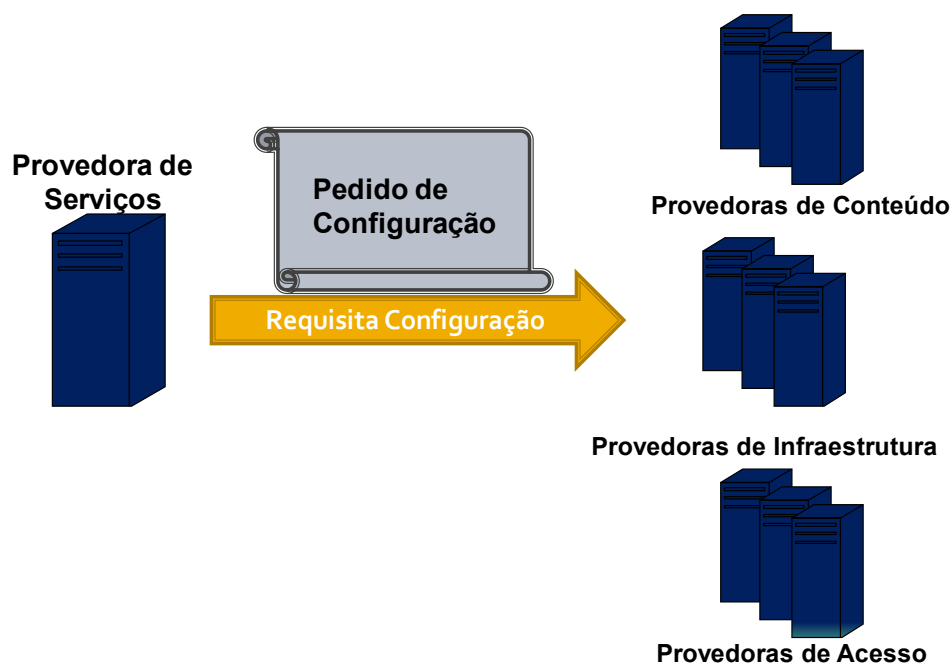 Provedora de
Serviços
Pedido de
Configuração
Requisita Configuração
Provedoras de Conteúdo
Provedoras de Infraestrutura
Provedoras de Acesso